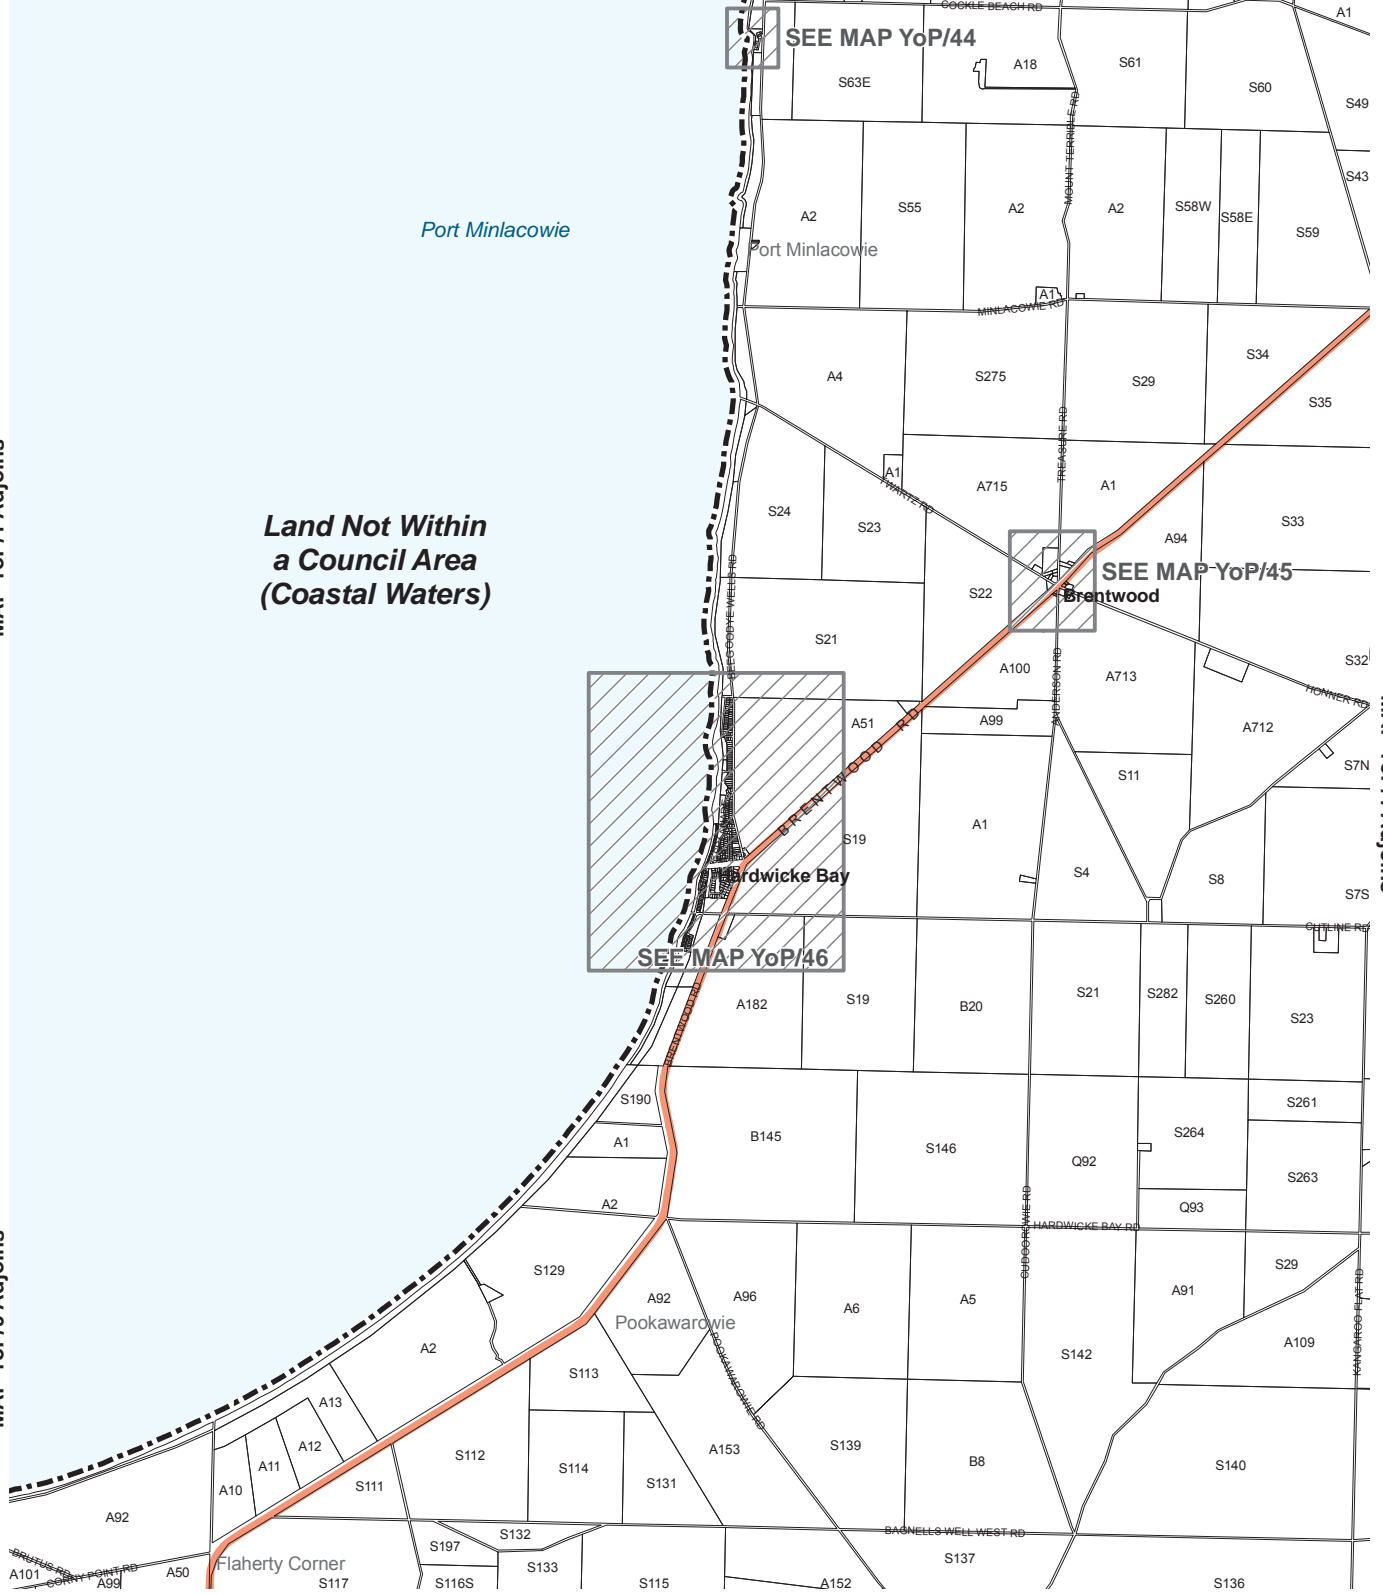 COCKLE BEACH RD
A1
SEE MAP YoP/44
A18
S61
S63E
S60
S49
MOUNT TERRIBLE RD
S43
A2
S55
A2
A2
S58W
S58E
S59
Port Minlacowie
ort Minlacowie
A1
MINLACOWIE RD
S34
A4
S275
S29
S35
TREASURE RD
A1
TWARTZ RD
A715
A1
S24
S23
S33
A94
Land Not Within
a Council Area
(Coastal Waters)
SEE MAP YoP/45
Brentwood
S22
BEEGOODYE WELLS RD
S21
A100
ANDERSON RD
A713
S32
HONNER RD
A51
A99
A712
BRENTWOOD RD
S11
S7N
S19
A1
S4
S8
S7S
ardwicke Bay
CUTLINE RD
SEE MAP YoP/46
A182
S19
B20
S21
S282
S260
S23
BRENTWOOD RD
S190
S261
A1
B145
S146
S264
Q92
S263
A2
Q93
OUDOOROWIE RD
HARDWICKE BAY RD
S129
S29
A92
A96
A6
A5
A91
Pookawarowie
POOKAWAROWIE RD
A2
S142
A109
KANGAROO FLAT RD
S113
A13
A12
A11
A10
S112
S114
S131
A153
S139
B8
S140
S111
A92
S132
BAGNELLS WELL WEST RD
S197
BRUTUS RD
CORNY POINT RD
Flaherty Corner
A101
A99
A50
S117
S116S
S133
S115
A152
S137
S136